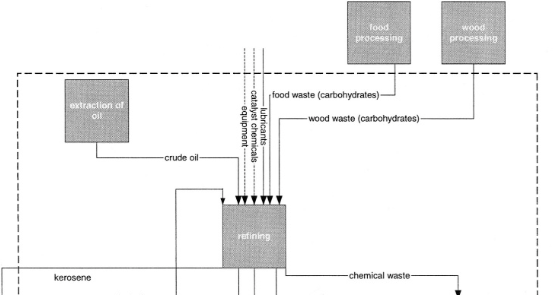 food
processing
wood
processing
extraction of
oil
food waste (carbohydrates)
wood waste (carbohydrates)
lubricants
catalyst chemicals
equipment
crude oil
refining
kerosene
chemical waste